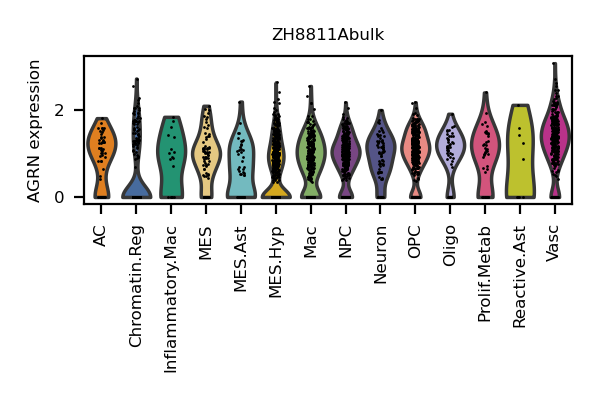 ZH8811Abulk
AGRN expression
2
0
AC
Chromatin.Reg
Inflammatory.Mac
MES
MES.Ast
MES.Hyp
Mac
NPC
Neuron
OPC
Oligo
Prolif.Metab
Reactive.Ast
Vasc